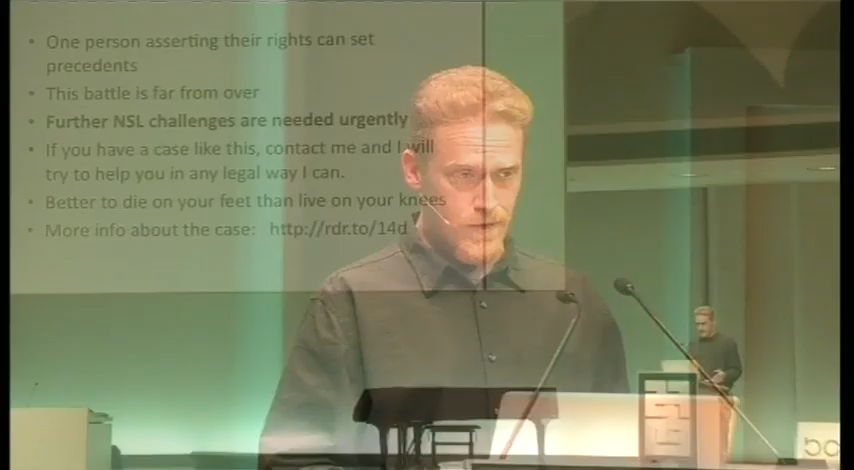 • One person asserting their rights can set
precedents
• This battle is far from over
• Further NSL challenges are needed urgently
• If you have a case like this, contact me and I will
try to help you in any legal way I can.
• Better to die on your feet than live on your knees
• More info about the case: http://rdr.to/14d